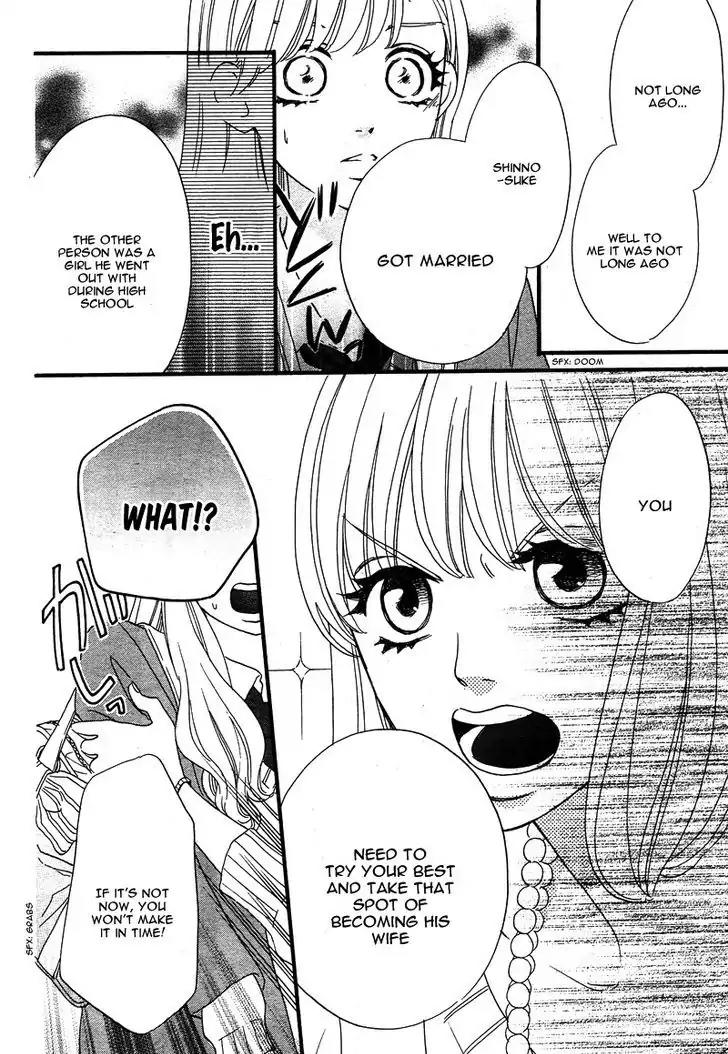 NOT LONG
AGO...
WELL TO
ME IT WAS NOT
LONG AGO
SHINNO
-SUKE
GOT MARRIED
Eh...
THE OTHER
PERSON WAS A
GIRL HE WENT
OUT WITH
DURING HIGH
SCHOOL
SFX: DOOM
YOU
NEED TO
TRY YOUR BEST
AND TAKE THAT
SPOT OF
BECOMING HIS
WIFE
WHAT!?
ガバッ
IF IT'S NOT
NOW, YOU
WON'T MAKE
IT IN TIME!
SFX: GRABS